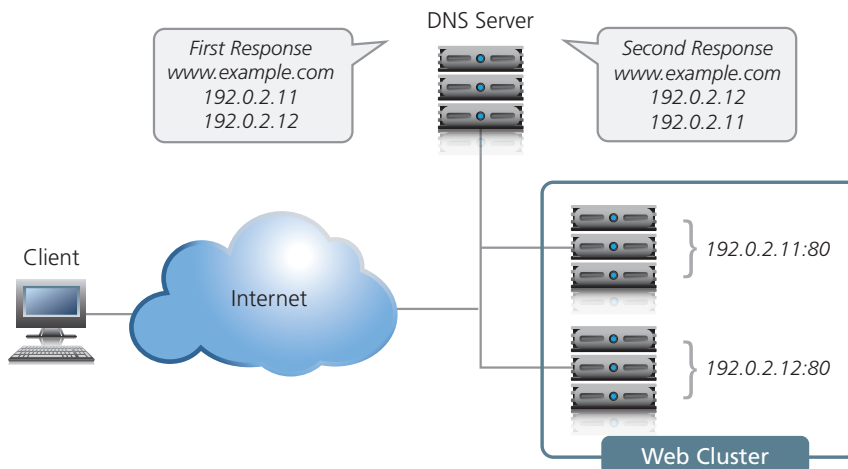 DNS Server
First Response
www.example.com
192.0.2.11
192.0.2.12
Second Response
www.example.com
192.0.2.12
192.0.2.11
Client
Internet
192.0.2.11:80
192.0.2.12:80
Web Cluster